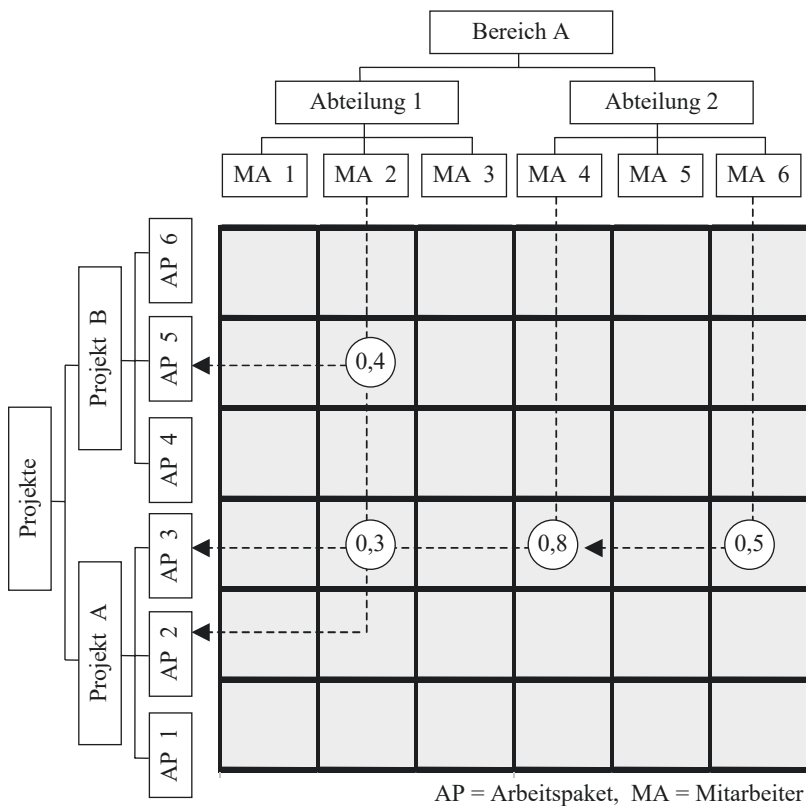 Bereich A
Abteilung 1
Abteilung 2
MA 1
MA 2
MA 3
MA 4
MA 5
MA 6
Projekte
Projekt B
AP 6
AP 5
0,4
AP 4
Projekt A
AP 3
0,3
0,8
0,5
AP 2
AP 1
AP = Arbeitspaket, MA = Mitarbeiter